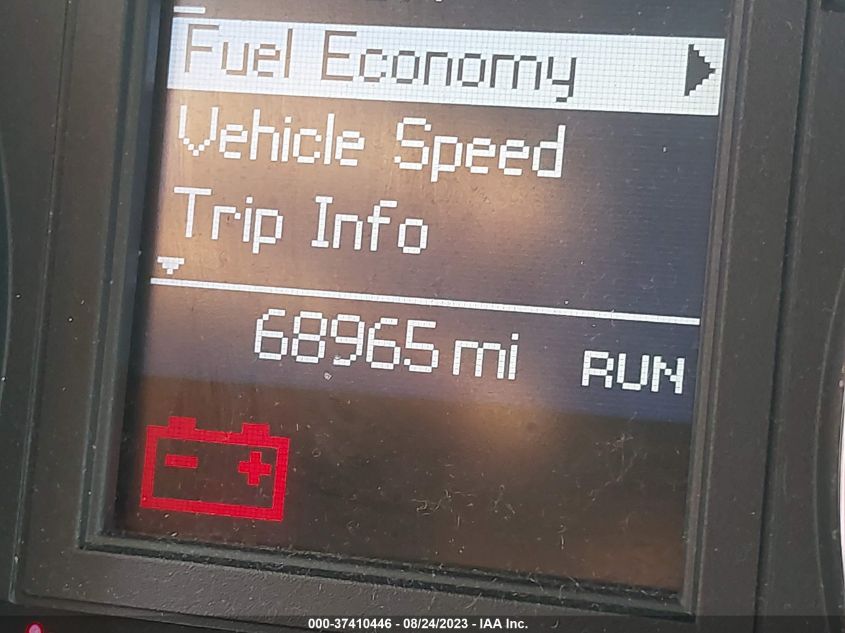 Fuel Economy
Vehicle Speed
Trip Info
68965 mi RUN
000-37410446 - 08/24/2023 - IAA Inc.